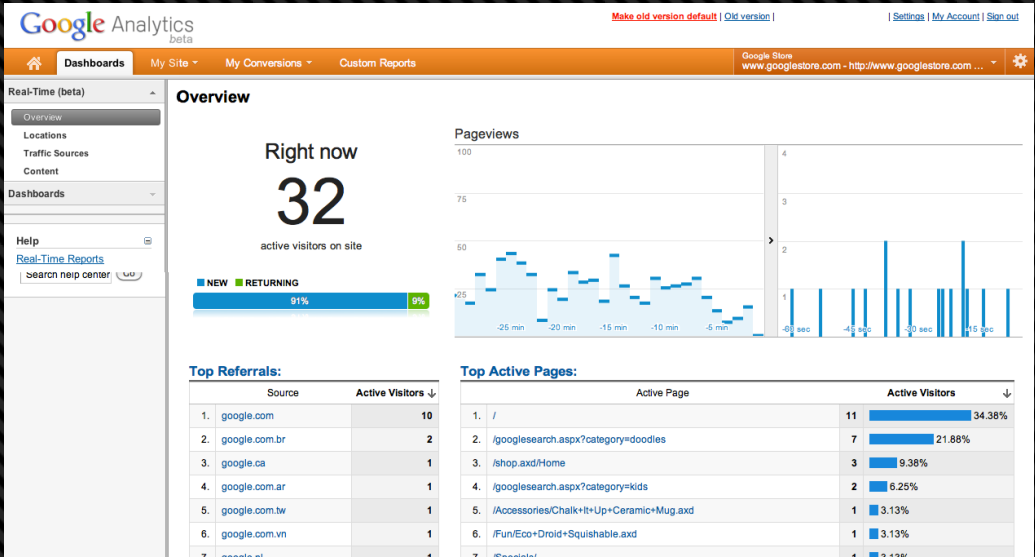 Google Analytics
beta
Make old version default | Old version |
| Settings | My Account | Sign out
Dashboards
My Site
My Conversions
Custom Reports
Google Store
www.googlestore.com - http://www.googlestore.com ...
Real-Time (beta)
Overview
Locations
Traffic Sources
Content
Dashboards
Help
Real-Time Reports
Search help center
Go
Overview
Right now
32
active visitors on site
NEW RETURNING
91% 9%
Pageviews
100
75
50
25
-25 min -20 min -15 min -10 min -5 min
4
3
2
1
-60 sec -45 sec -30 sec -15 sec
Top Referrals:
Source Active Visitors
1. google.com 10
2. google.com.br 2
3. google.ca 1
4. google.com.ar 1
5. google.com.tw 1
6. google.com.vn 1
Top Active Pages:
Active Page Active Visitors
1. / 11 34.38%
2. /googlesearch.aspx?category=doodles 7 21.88%
3. /shop.axd/Home 3 9.38%
4. /googlesearch.aspx?category=kids 2 6.25%
5. /Accessories/Chalk+It+Up+Ceramic+Mug.axd 1 3.13%
6. /Fun/Eco+Droid+Squishable.axd 1 3.13%